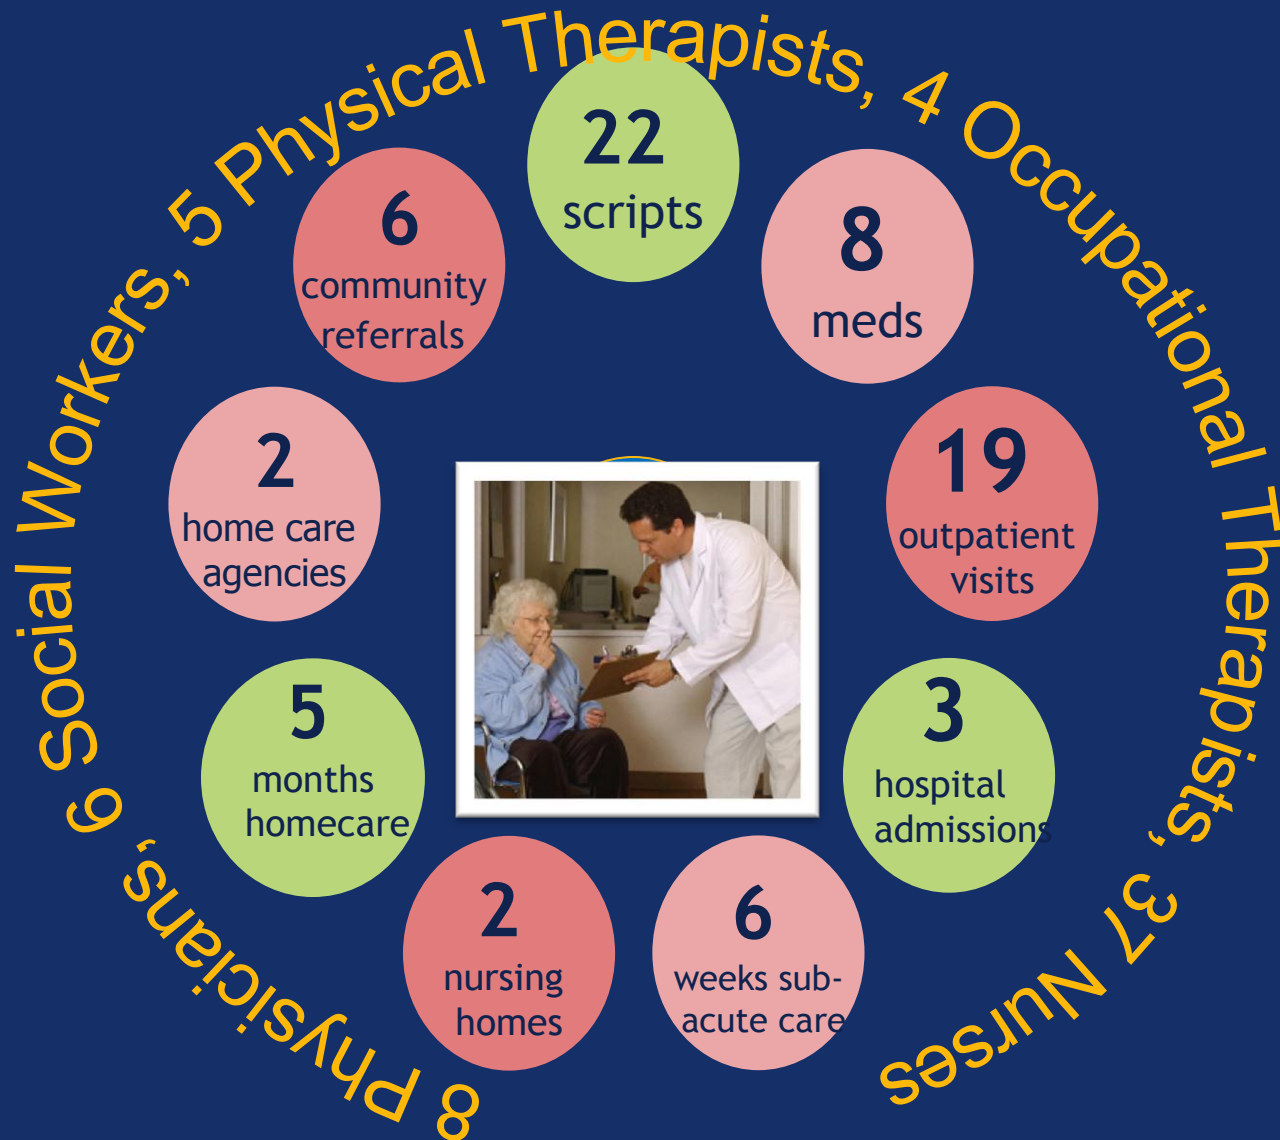 8 Physicians, 6 Social Workers, 5 Physical Therapists, 4 Occupational Therapists, 37 Nurses
22
scripts
8
meds
19
outpatient
visits
3
hospital
admissions
6
weeks sub-
acute care
2
nursing
homes
5
months
homecare
2
home care
agencies
6
community
referrals